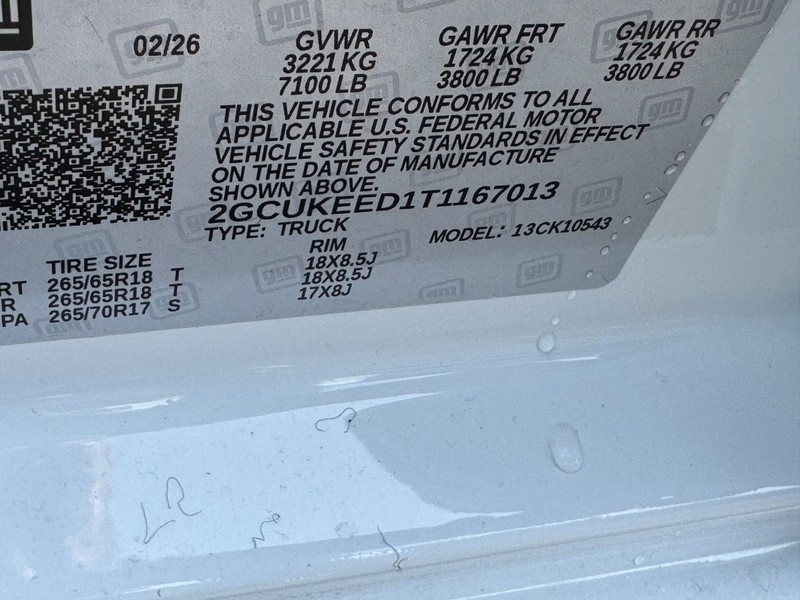 gm
02/26
GVWR GAWR FRT GAWR RR
3221 KG 1724 KG 1724 KG
7100 LB 3800 LB 3800 LB
THIS VEHICLE CONFORMS TO ALL
APPLICABLE U.S. FEDERAL MOTOR
VEHICLE SAFETY STANDARDS IN EFFECT
ON THE DATE OF MANUFACTURE
SHOWN ABOVE.
2GCUKEED1T1167013
TYPE: TRUCK MODEL: 13CK10543
TIRE SIZE RIM
RT 265/65R18 T 18X8.5J
R 265/65R18 T 18X8.5J
PA 265/70R17 S 17X8J